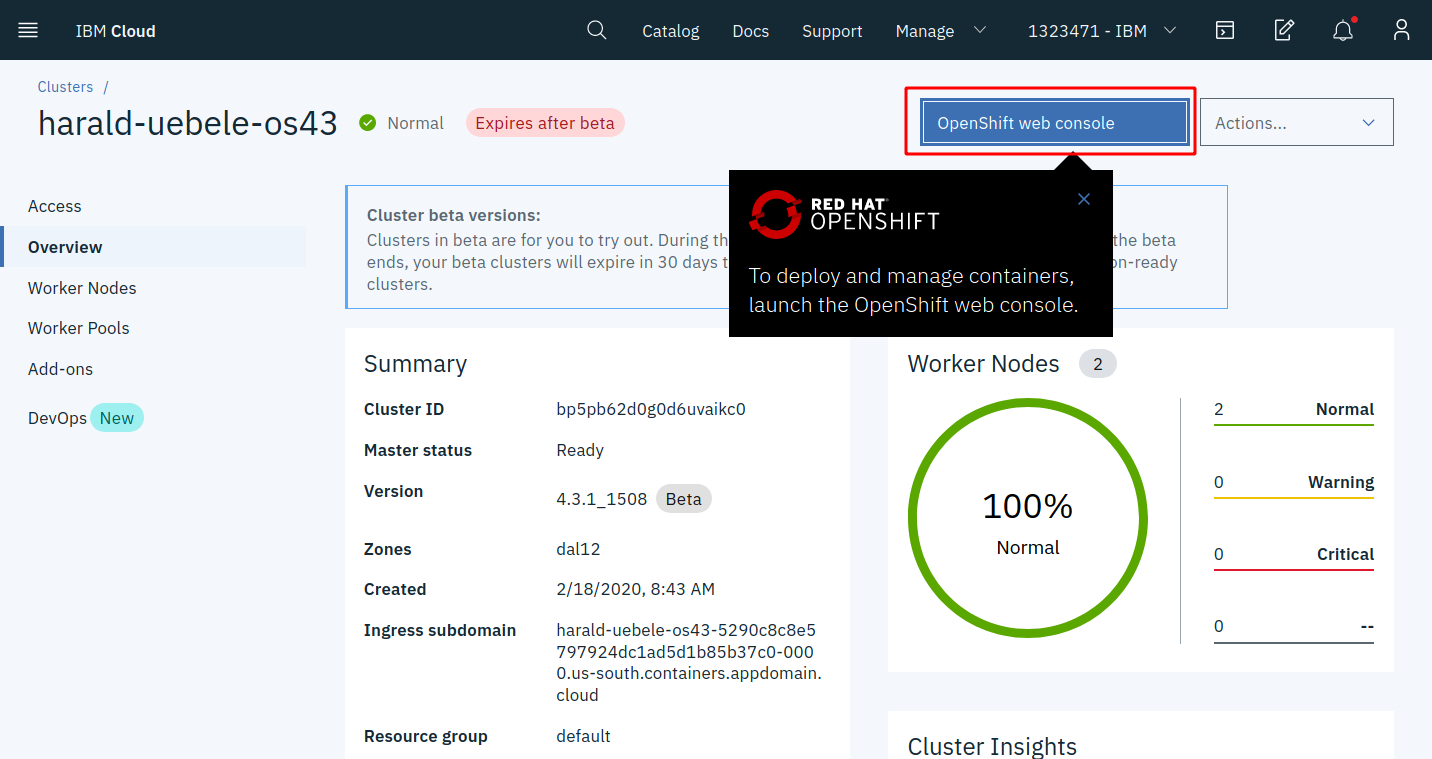 IBM Cloud
Catalog
Docs
Support
Manage
1323471 - IBM
Clusters /
harald-uebele-os43
Normal
Expires after beta
OpenShift web console
Actions...
Access
Overview
Worker Nodes
Worker Pools
Add-ons
DevOps New
Cluster beta versions:
Clusters in beta are for you to try out. During th
the beta
ends, your beta clusters will expire in 30 days t
on-ready
clusters.
RED HAT®
OPENSHIFT
To deploy and manage containers,
launch the OpenShift web console.
Summary
Cluster ID bp5pb62d0g0d6uvaikc0
Master status Ready
Version 4.3.1_1508 Beta
Zones dal12
Created 2/18/2020, 8:43 AM
Ingress subdomain harald-uebele-os43-5290c8c8e5
797924dc1ad5d1b85b37c0-000
0.us-south.containers.appdomain.
cloud
Resource group default
Worker Nodes 2
100%
Normal
2 Normal
0 Warning
0 Critical
0 --
Cluster Insights